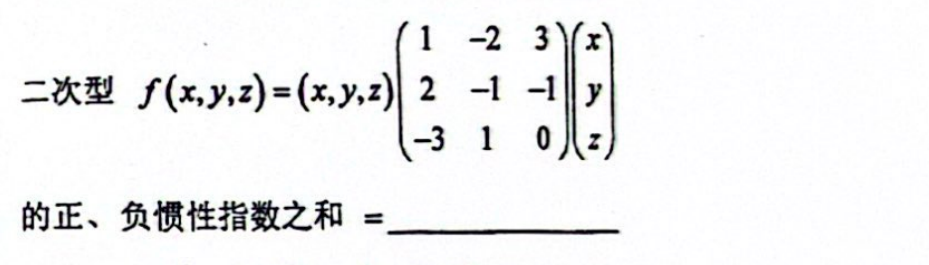 二次型 f(x,y,z)=(x,y,z)(1 -2 3
2 -1 -1
-3 1 0)(x
y
z)
的正、负惯性指数之和 =